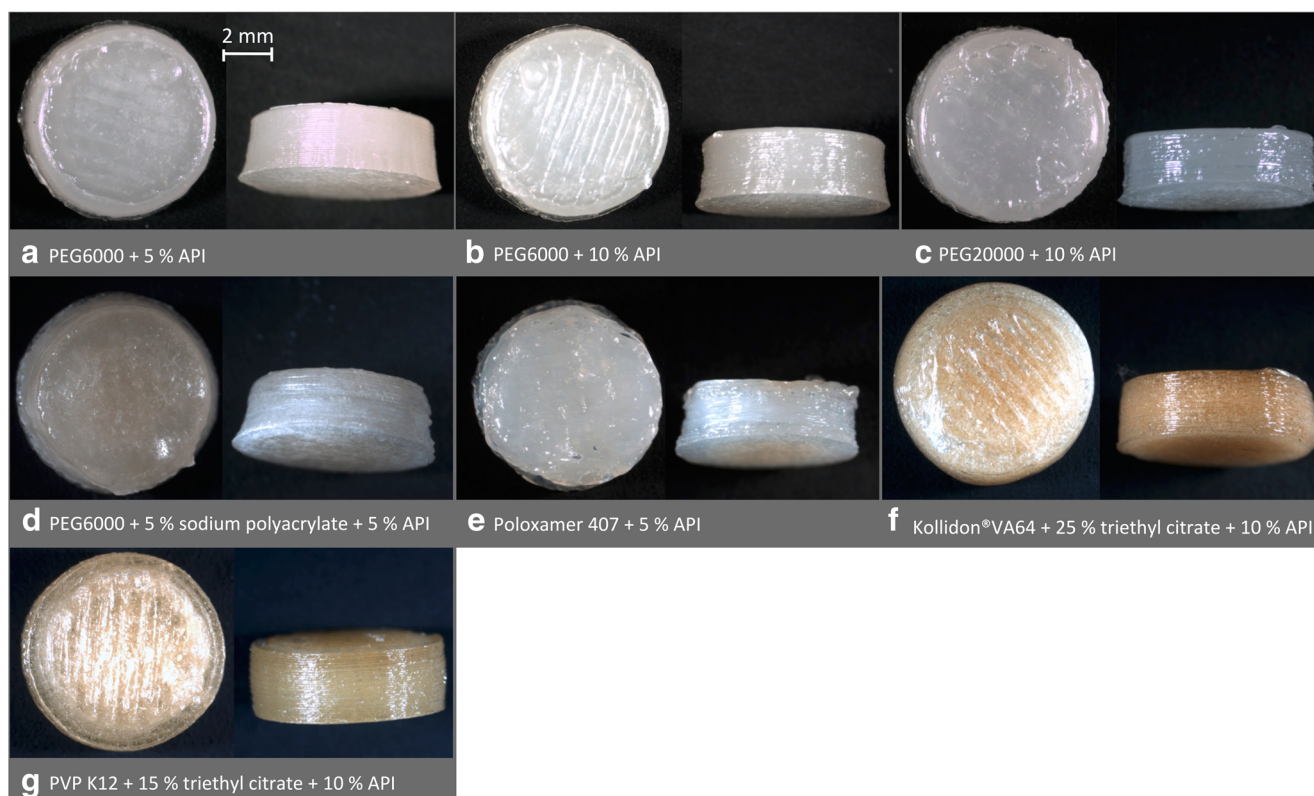 2 mm
a PEG6000 + 5 % API
b PEG6000 + 10 % API
c PEG20000 + 10 % API
d PEG6000 + 5 % sodium polyacrylate + 5 % API
e Poloxamer 407 + 5 % API
f Kollidon®VA64 + 25 % triethyl citrate + 10 % API
g PVP K12 + 15 % triethyl citrate + 10 % API